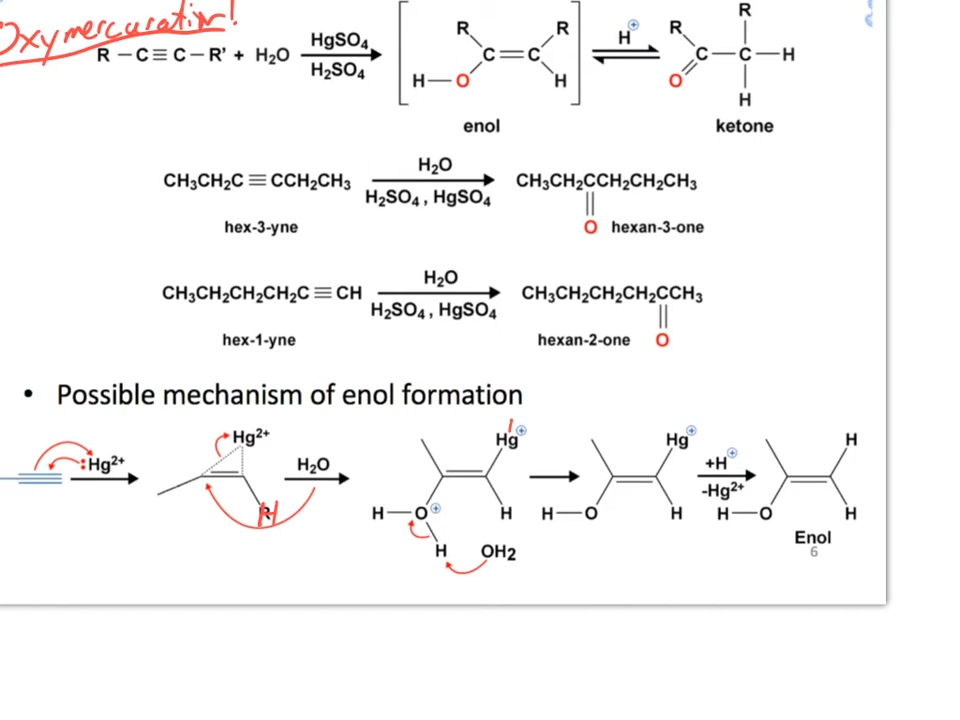 Oxymercuration!
R–C≡C–R' + H₂O HgSO₄ H₂SO₄
R R C=C H—O H H⊕ R R C—C—H O H
enol ketone
CH₃CH₂C≡CCH₂CH₃ H₂O H₂SO₄ , HgSO₄ CH₃CH₂CCH₂CH₂CH₃
hex-3-yne O hexan-3-one
CH₃CH₂CH₂CH₂C≡CH H₂O H₂SO₄ , HgSO₄ CH₃CH₂CH₂CH₂CCH₃
hex-1-yne hexan-2-one O
• Possible mechanism of enol formation
:Hg²⁺ Hg²⁺ H₂O Hg⊕ Hg⊕ +H⊕ -Hg²⁺ H
H H—O⊕ H H—O H H—O H
H OH2 Enol
6